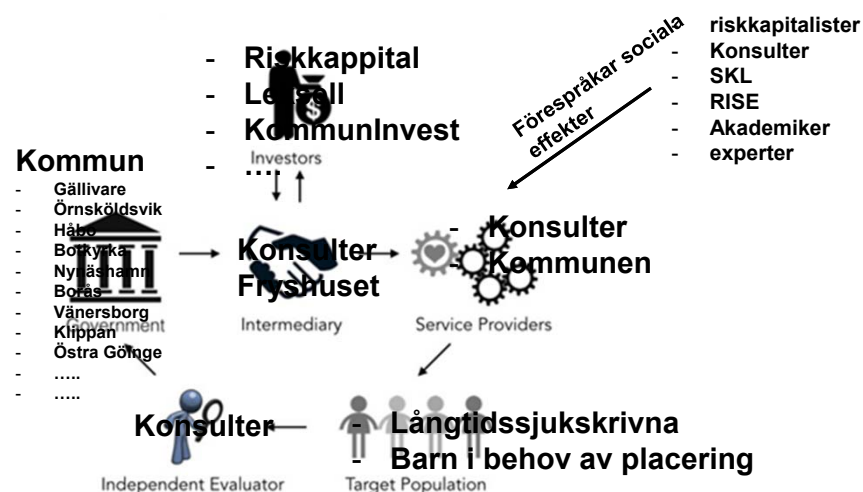 - Riskkappital
- Leksell
- KommunInvest
- ....
Investors
Förespråkar sociala
effekter
riskkapitalister
- Konsulter
- SKL
- RISE
- Akademiker
- experter
Kommun
- Gällivare
- Örnsköldsvik
- Håbo
- Botkyrka
- Nynäshamn
- Borås
- Vänersborg
- Klippan
- Östra Göinge
- .....
- .....
Government
Konsulter
Fryshuset
Intermediary
- Konsulter
- Kommunen
Service Providers
Konsulter
Independent Evaluator
- Långtidssjukskrivna
- Barn i behov av placering
Target Population